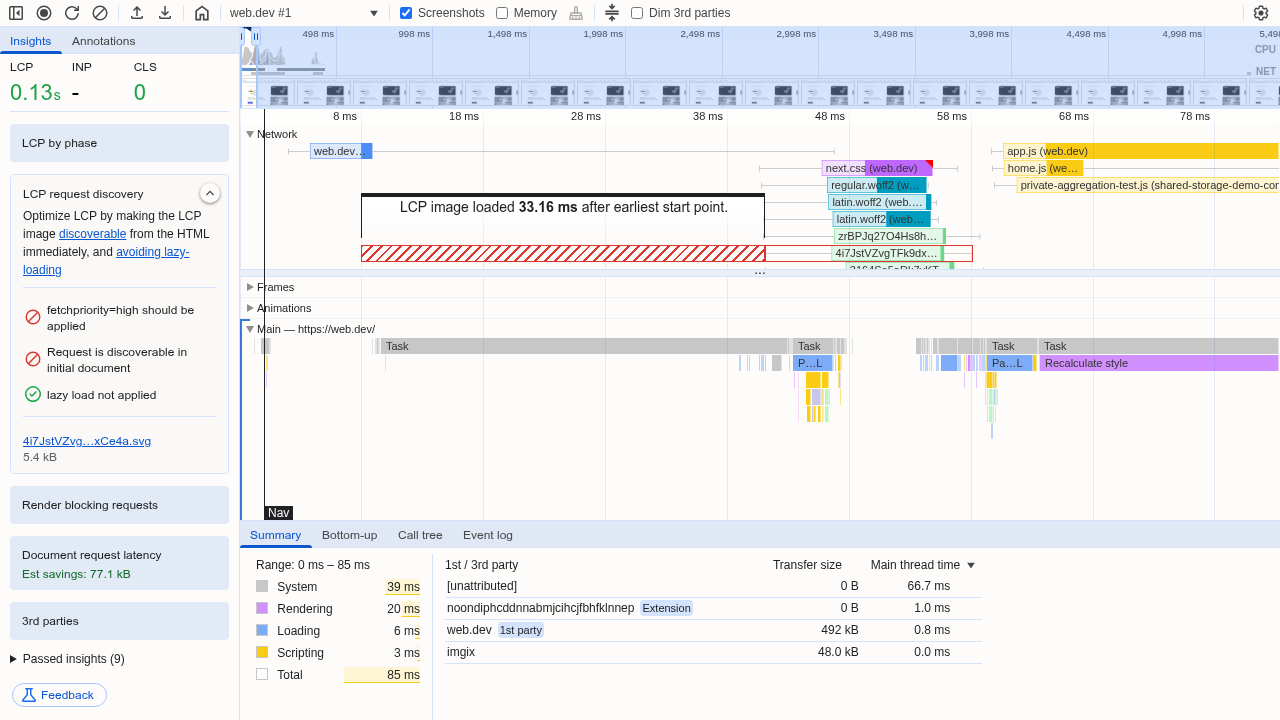 web.dev #1
Screenshots
Memory
Dim 3rd parties
Insights
Annotations
LCP
INP
CLS
0.13s
-
0
LCP by phase
LCP request discovery
Optimize LCP by making the LCP
image discoverable from the HTML
immediately, and avoiding lazy-
loading
fetchpriority=high should be
applied
Request is discoverable in
initial document
lazy load not applied
4i7JstVZvg…xCe4a.svg
5.4 kB
Render blocking requests
Document request latency
Est savings: 77.1 kB
3rd parties
Passed insights (9)
Feedback
498 ms
998 ms
1,498 ms
1,998 ms
2,498 ms
2,998 ms
3,498 ms
3,998 ms
4,498 ms
4,998 ms
5,498
CPU
NET
8 ms
18 ms
28 ms
38 ms
48 ms
58 ms
68 ms
78 ms
Network
web.dev…
app.js (web.dev)
next.css (web.dev)
home.js (we…
regular.woff2 (w…
private-aggregation-test.js (shared-storage-demo-con
latin.woff2 (web.…
LCP image loaded 33.16 ms after earliest start point.
latin.woff2 (web…
zrBPJq27O4Hs8h…
4i7JstVZvgTFk9dx…
…
Frames
Animations
Main — https://web.dev/
Task
Task
Task
Task
P…L
Pa…L
Recalculate style
Nav
Summary
Bottom-up
Call tree
Event log
Range: 0 ms – 85 ms
System 39 ms
Rendering 20 ms
Loading 6 ms
Scripting 3 ms
Total 85 ms
1st / 3rd party Transfer size Main thread time
[unattributed] 0 B 66.7 ms
noondiphcddnnabmjcihcjfbhfklnnep Extension 0 B 1.0 ms
web.dev 1st party 492 kB 0.8 ms
imgix 48.0 kB 0.0 ms